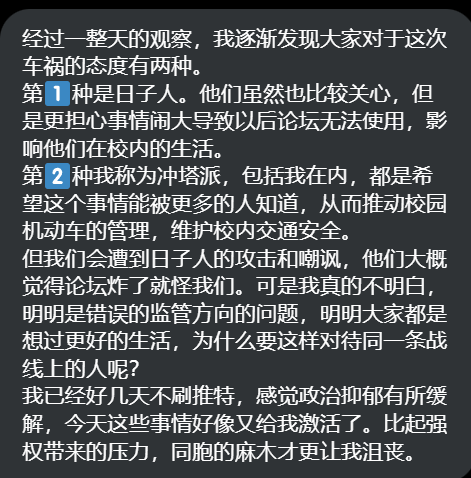 经过一整天的观察，我逐渐发现大家对于这次
车祸的态度有两种。
第1️⃣种是日子人。他们虽然也比较关心，但
是更担心事情闹大导致以后论坛无法使用，影
响他们在校内的生活。
第2️⃣种我称为冲塔派，包括我在内，都是希
望这个事情能被更多的人知道，从而推动校园
机动车的管理，维护校内交通安全。
但我们会遭到日子人的攻击和嘲讽，他们大概
觉得论坛炸了就怪我们。可是我真的不明白，
明明是错误的监管方向的问题，明明大家都是
想过更好的生活，为什么要这样对待同一条战
线上的人呢?
我已经好几天不刷推特，感觉政治抑郁有所缓
解，今天这些事情好像又给我激活了。比起强
权带来的压力，同胞的麻木才更让我沮丧。